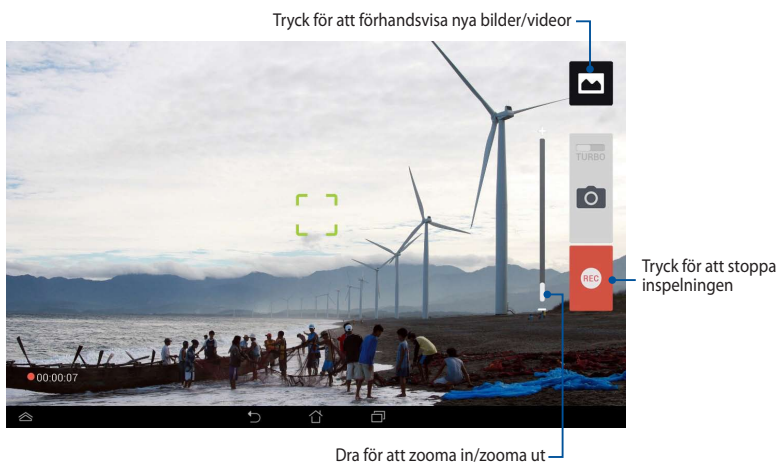 Tryck för att förhandsvisa nya bilder/videor
TURBO
REC
Tryck för att stoppa
inspelningen
00:00:07
Dra för att zooma in/zooma ut